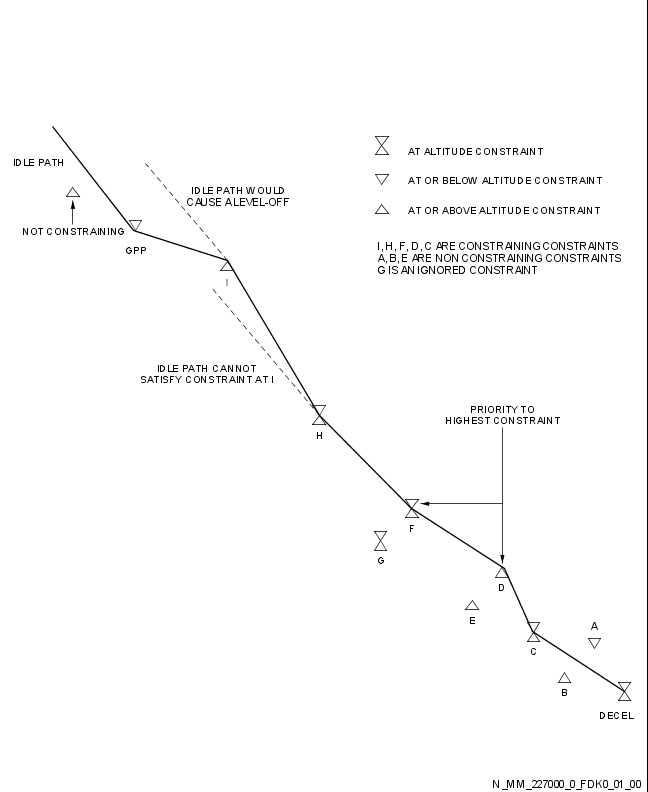 AT ALTITUDE CONSTRAINT
IDLE PATH
AT OR BELOW ALTITUDE CONSTRAINT
IDLE PATH WOULD
CAUSE A LEVEL-OFF
AT OR ABOVE ALTITUDE CONSTRAINT
NOT CONSTRAINING
GPP
I, H, F, D, C ARE CONSTRAINING CONSTRAINTS
A, B, E ARE NON CONSTRAINING CONSTRAINTS
G IS AN IGNORED CONSTRAINT
I
IDLE PATH CANNOT
SATISFY CONSTRAINT AT I
PRIORITY TO
HIGHEST CONSTRAINT
H
F
G
D
E
A
C
B
DECEL
N_MM_227000_0_FDK0_01_00